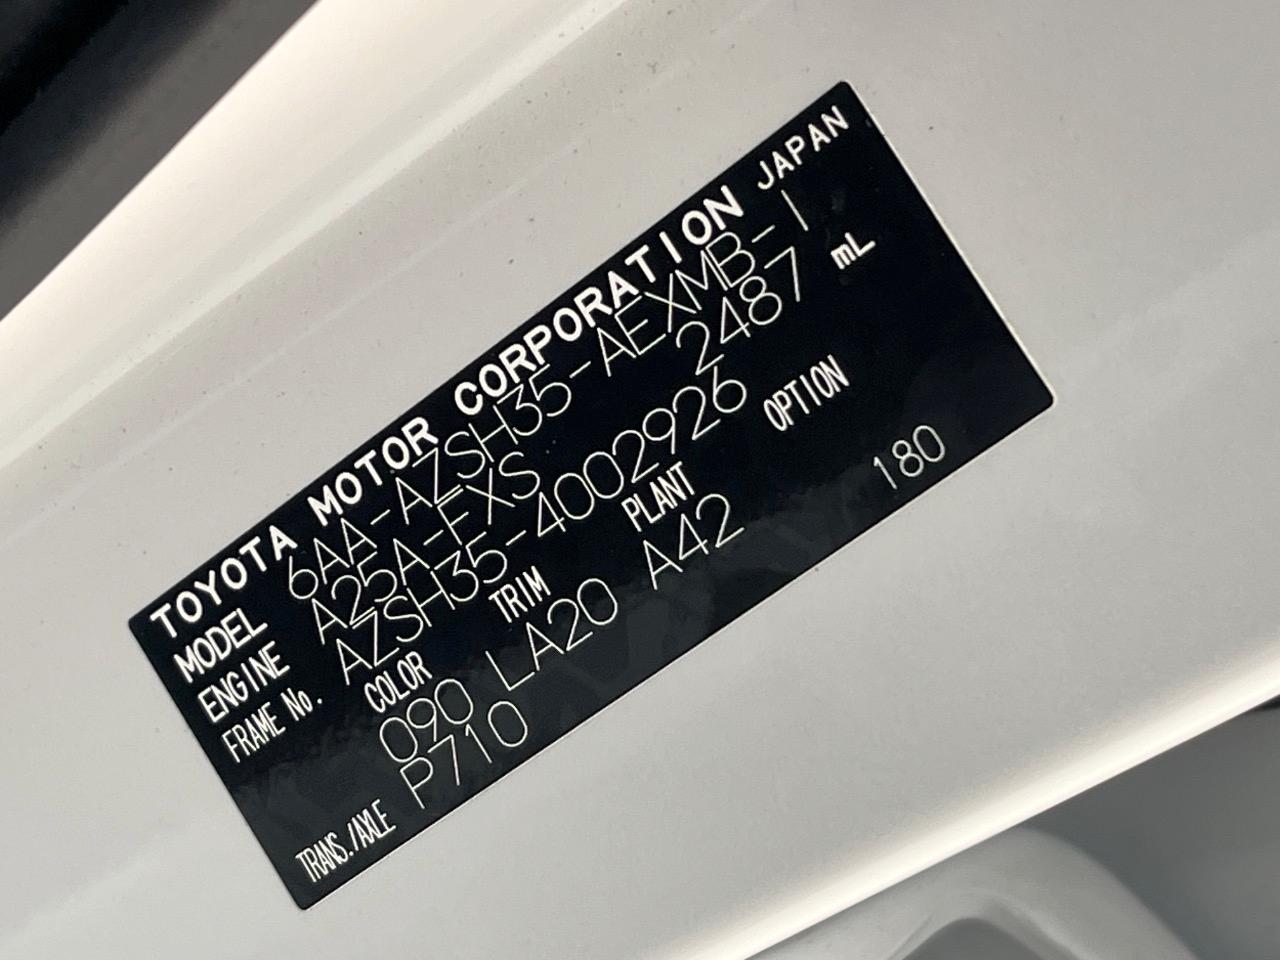 TOYOTA MOTOR CORPORATION JAPAN
MODEL 6AA-AZSH35-AEXMB-I
ENGINE A25A-FXS 2487 mL
FRAME No. AZSH35-4002926
COLOR TRIM PLANT OPTION
090 LA20 A42 180
TRANS./AXLE P710